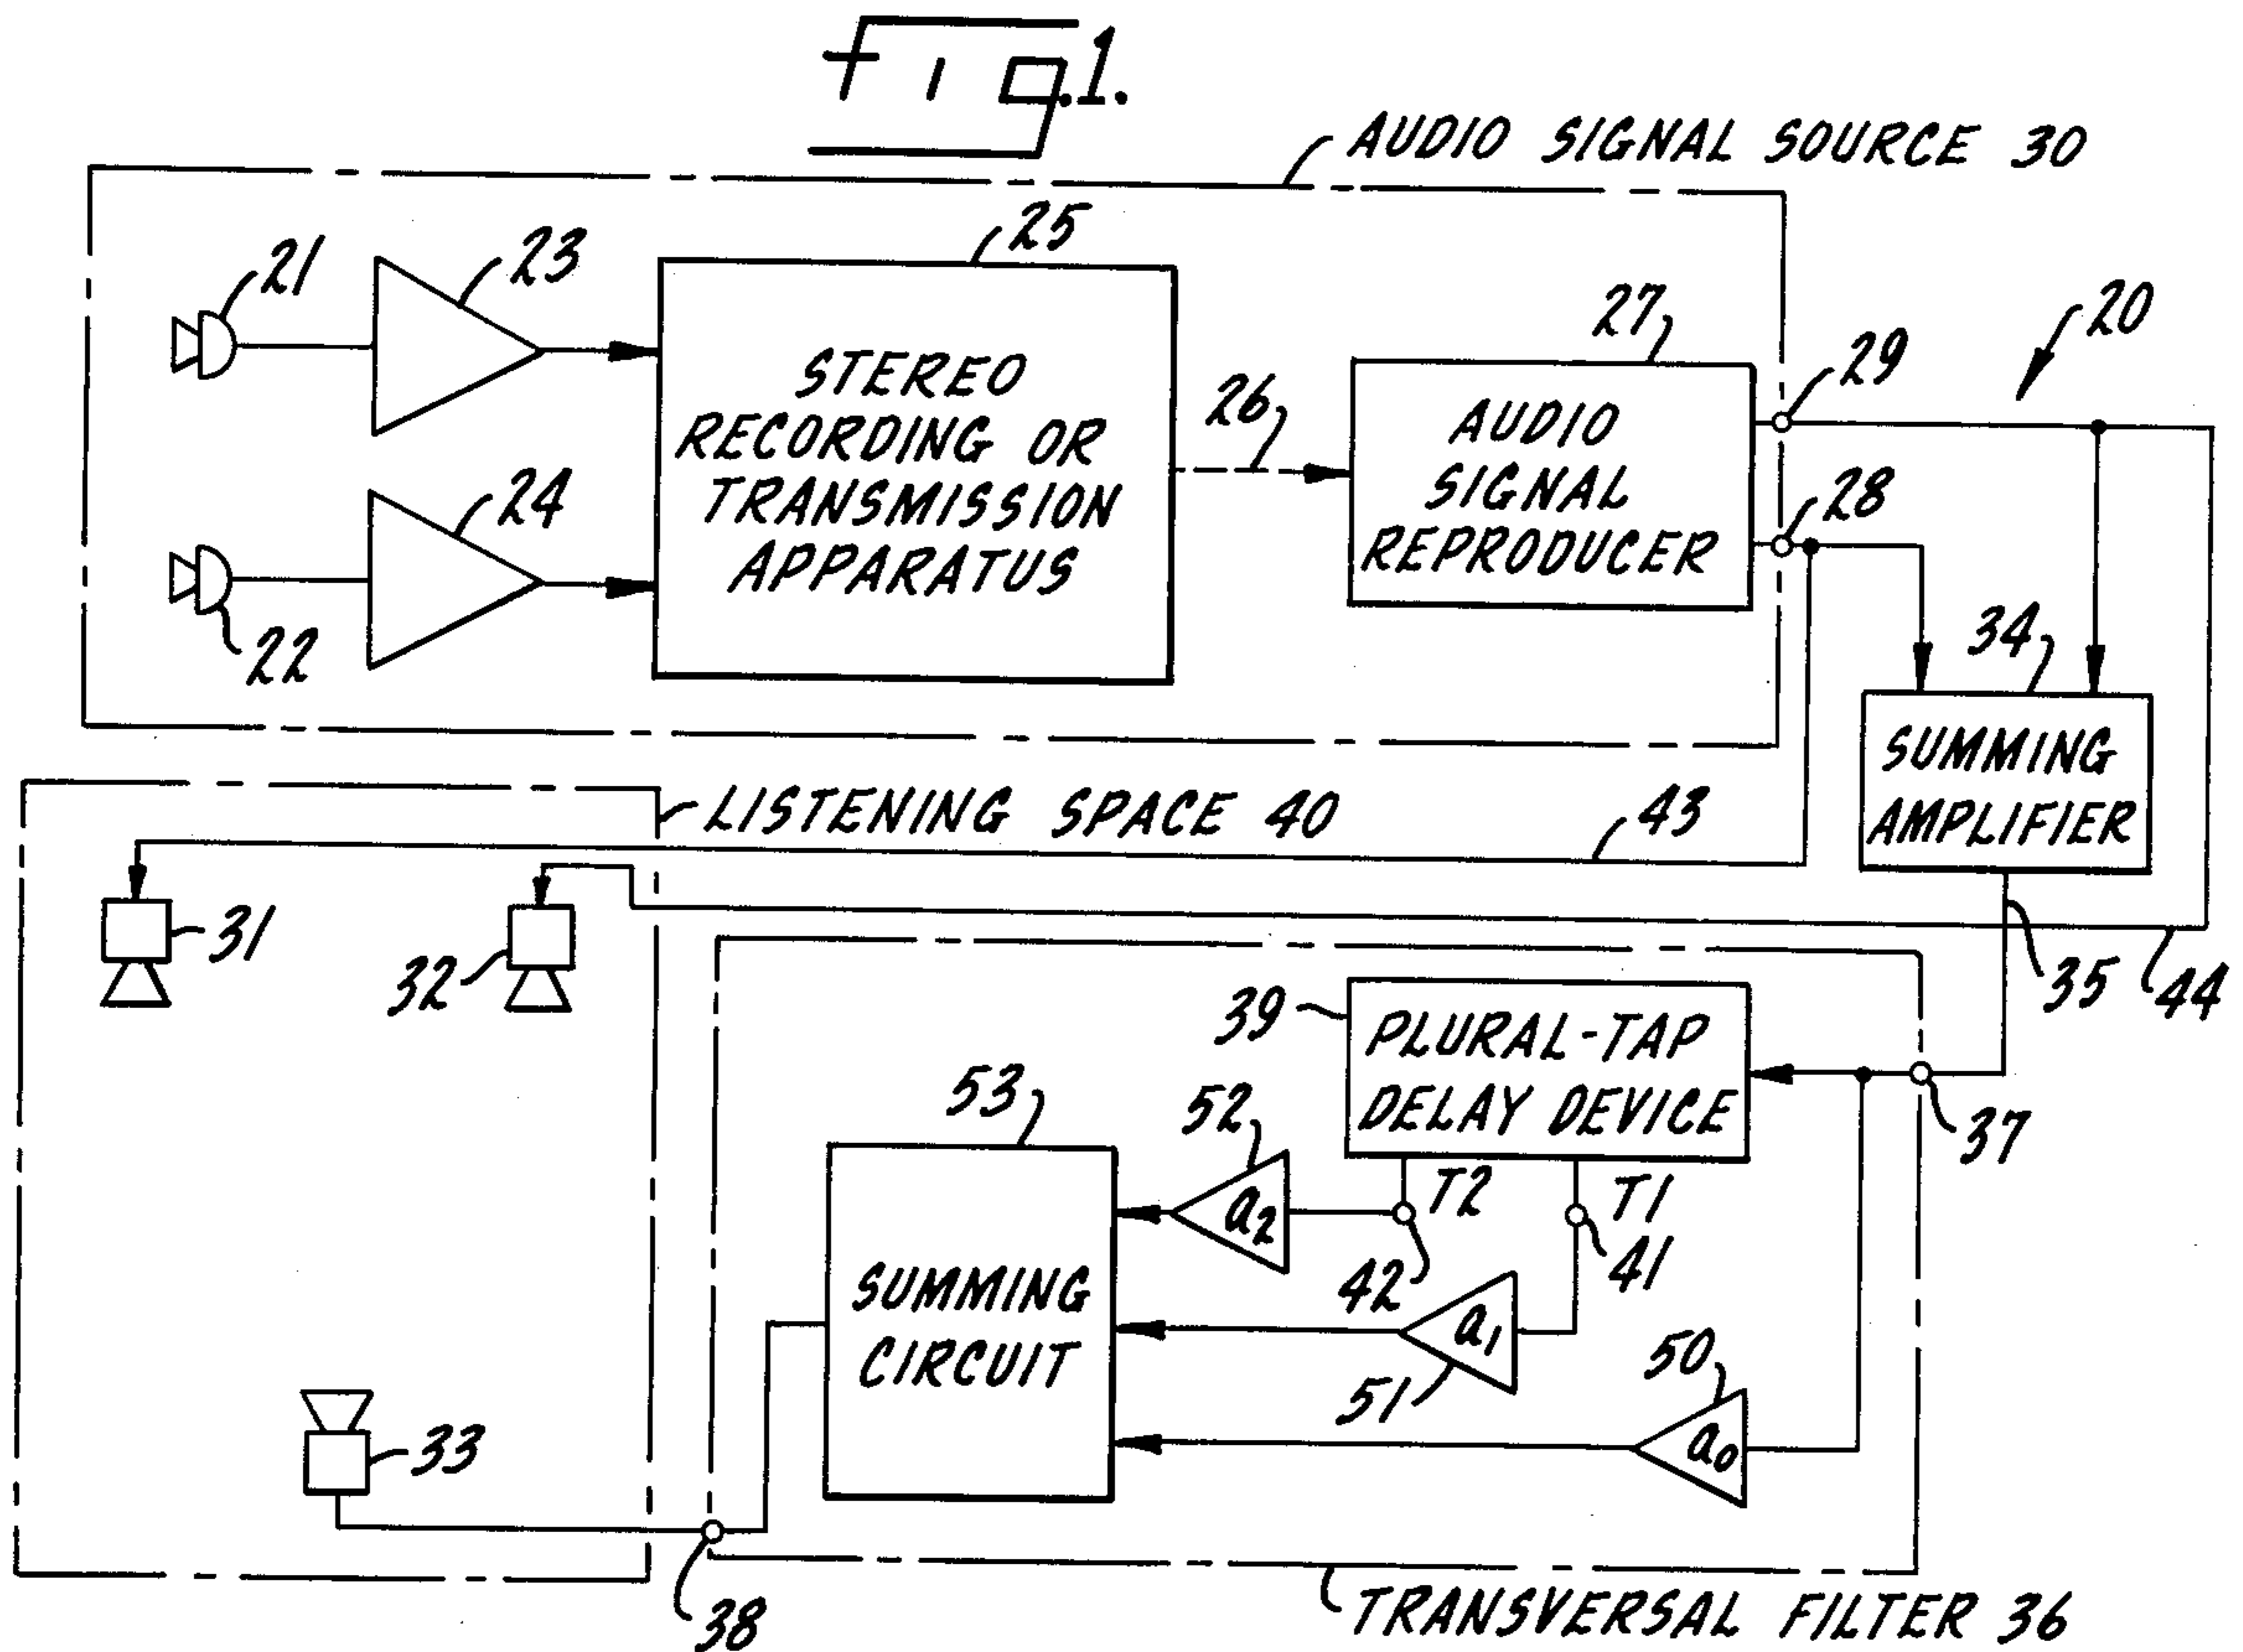 Fig.1.
AUDIO SIGNAL SOURCE 30
21
23
25
STEREO
RECORDING OR
TRANSMISSION
APPARATUS
22
24
26
27
AUDIO
SIGNAL
REPRODUCER
29
28
20
34
SUMMING
AMPLIFIER
LISTENING SPACE 40
43
31
32
35
44
39
PLURAL-TAP
DELAY DEVICE
37
53
SUMMING
CIRCUIT
52
a2
T2
T1
42
41
a1
51
50
a0
33
38
TRANSVERSAL FILTER 36